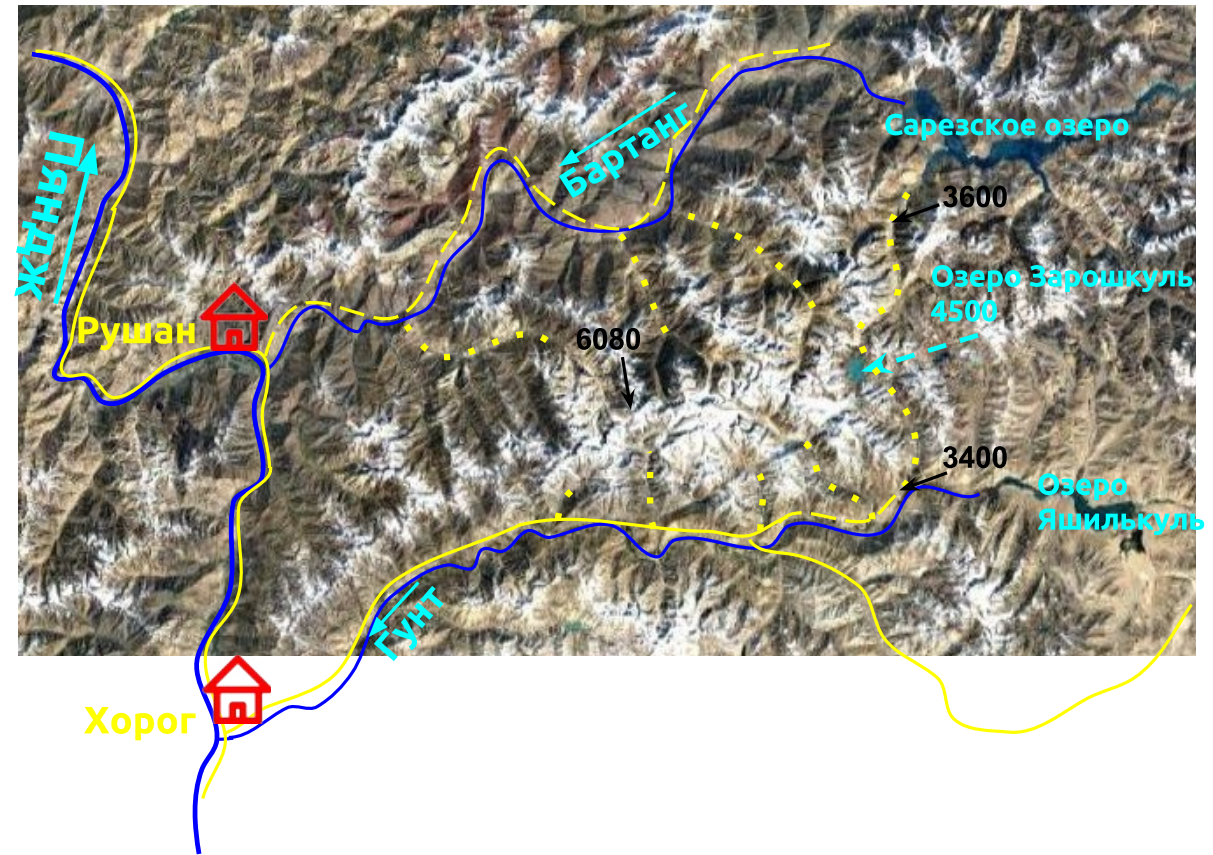 Сарезское озеро
Бартанг
Пяндж
3600
Озеро Зарошкуль
4500
Рушан
6080
3400
Озеро
Яшилькуль
Гунт
Хорог